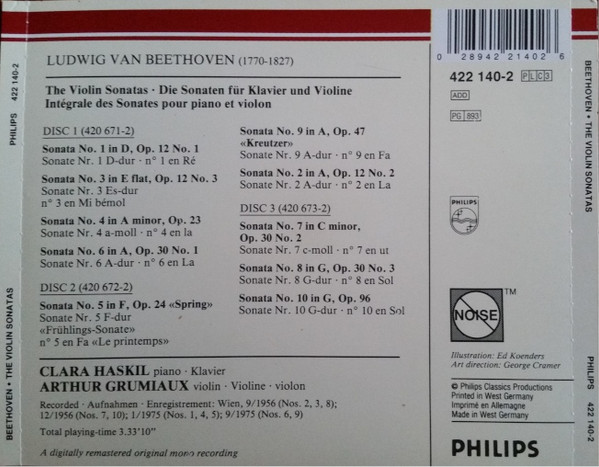 LUDWIG VAN BEETHOVEN (1770-1827)
The Violin Sonatas · Die Sonaten für Klavier und Violine
Intégrale des Sonates pour piano et violon
DISC 1 (420 671-2)
Sonata No. 1 in D, Op. 12 No. 1
Sonate Nr. 1 D-dur · n° 1 en Ré
Sonata No. 3 in E flat, Op. 12 No. 3
Sonate Nr. 3 Es-dur
n° 3 en Mi bémol
Sonata No. 4 in A minor, Op. 23
Sonate Nr. 4 a-moll · n° 4 en la
Sonata No. 6 in A, Op. 30 No. 1
Sonate Nr. 6 A-dur · n° 6 en La
DISC 2 (420 672-2)
Sonata No. 5 in F, Op. 24 «Spring»
Sonate Nr. 5 F-dur
«Frühlings-Sonate»
n° 5 en Fa «Le printemps»
Sonata No. 9 in A, Op. 47
«Kreutzer»
Sonate Nr. 9 A-dur · n° 9 en Fa
Sonata No. 2 in A, Op. 12 No. 2
Sonate Nr. 2 A-dur · n° 2 en La
DISC 3 (420 673-2)
Sonata No. 7 in C minor,
Op. 30 No. 2
Sonate Nr. 7 c-moll · n° 7 en ut
Sonata No. 8 in G, Op. 30 No. 3
Sonate Nr. 8 G-dur · n° 8 en Sol
Sonata No. 10 in G, Op. 96
Sonate Nr. 10 G-dur · n° 10 en Sol
CLARA HASKIL piano · Klavier
ARTHUR GRUMIAUX violin · Violine · violon
Recorded · Aufnahmen · Enregistrement: Wien, 9/1956 (Nos. 2, 3, 8);
12/1956 (Nos. 7, 10); 1/1975 (Nos. 1, 4, 5); 9/1975 (Nos. 6, 9)
Total playing-time 3.33'10"
A digitally remastered original mono recording
0 28942 21402 6
422 140-2 PLC3
ADD
PG 893
PHILIPS
NOISE TM
Illustration: Ed Koenders
Art direction: George Cramer
© Philips Classics Productions
Printed in West Germany
Imprimé en Allemagne
Made in West Germany
PHILIPS
BEETHOVEN • THE VIOLIN SONATAS
PHILIPS 422 140-2
BEETHOVEN • THE VIOLIN SONATAS
PHILIPS 422 140-2